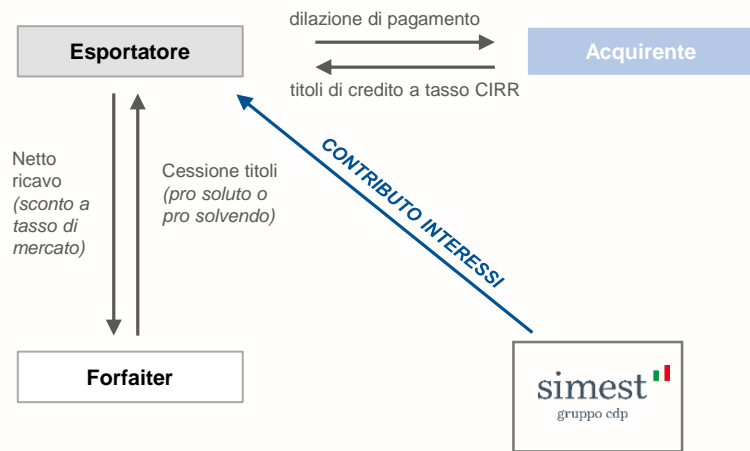 dilazione di pagamento
Esportatore
Acquirente
titoli di credito a tasso CIRR
Netto
ricavo
(sconto a
tasso di
mercato)
Cessione titoli
(pro soluto o
pro solvendo)
CONTRIBUTO INTERESSI
Forfaiter
simest
gruppo cdp